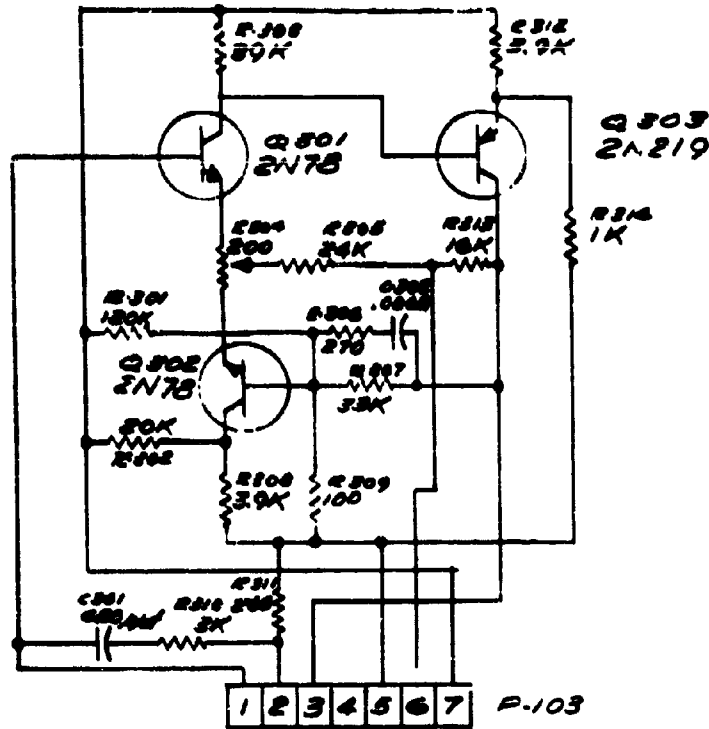 R308
39K
R312
3.9K
Q301
2N78
Q303
2N219
R304
200
R305
24K
R313
16K
R314
1K
R301
120K
R306
270
Q302
2N78
R307
3.3K
20K
R302
R308
3.9K
R309
100
R311
C301
R310
3K
1 2 3 4 5 6 7
P-103